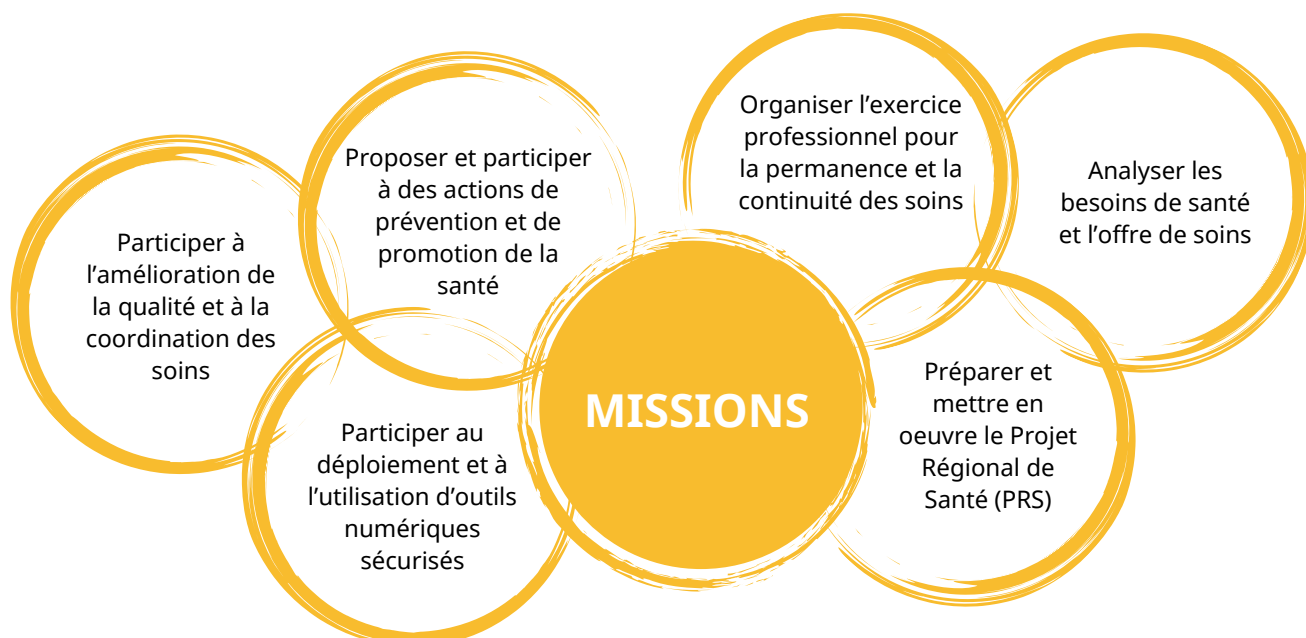 Participer à
l’amélioration de
la qualité et à la
coordination des
soins
Proposer et participer
à des actions de
prévention et de
promotion de la
santé
Participer au
déploiement et à
l’utilisation d’outils
numériques
sécurisés
MISSIONS
Organiser l’exercice
professionnel pour
la permanence et la
continuité des soins
Analyser les
besoins de santé
et l’offre de soins
Préparer et
mettre en
oeuvre le Projet
Régional de
Santé (PRS)